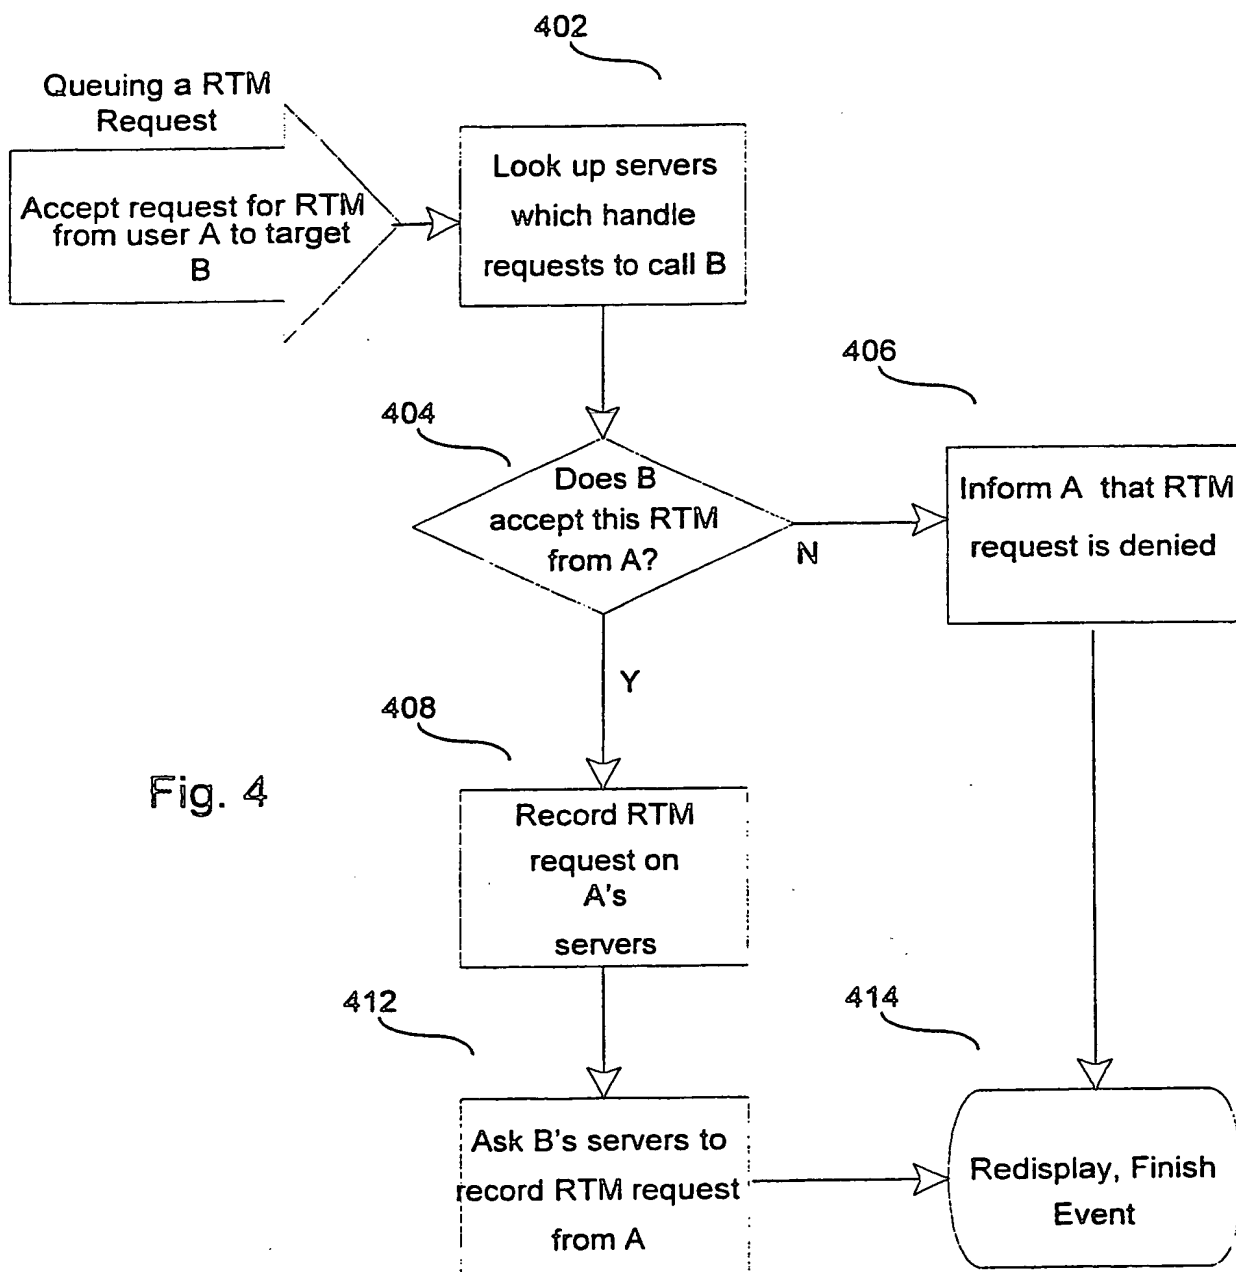 402
Queuing a RTM
Request
Accept request for RTM
from user A to target
B
Look up servers
which handle
requests to call B
406
404
Does B
accept this RTM
from A?
N
Inform A that RTM
request is denied
Y
408
Fig. 4
Record RTM
request on
A's
servers
412
414
Ask B's servers to
record RTM request
from A
Redisplay, Finish
Event